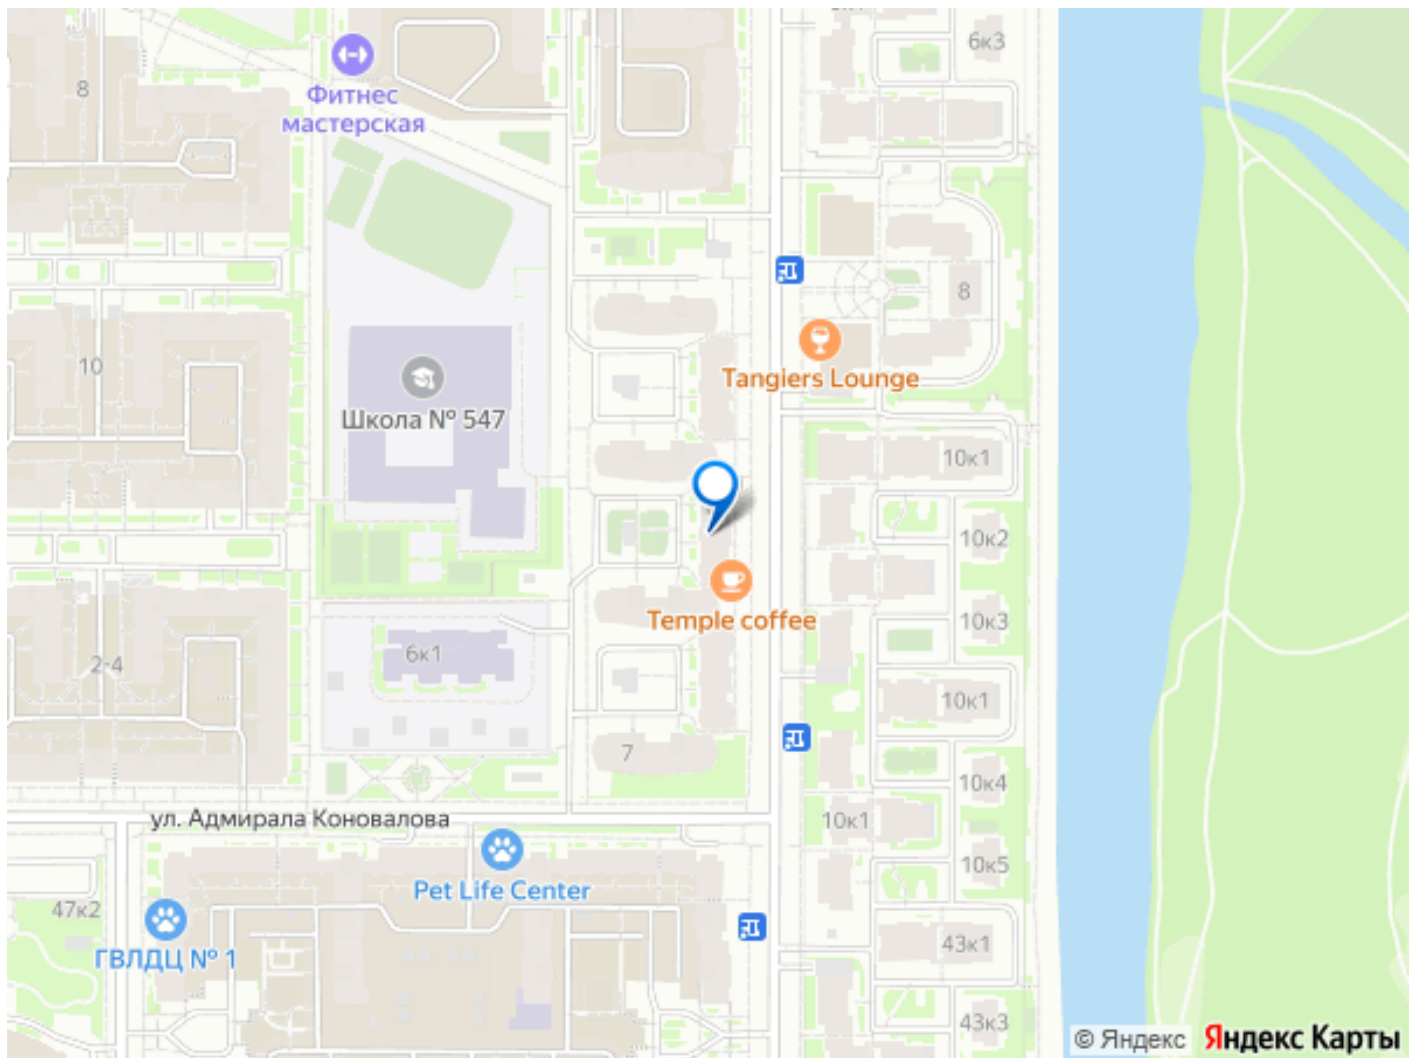 6к3
8
Фитнес
мастерская
8
Tangiers Lounge
10
Школа № 547
10к1
10к2
Temple coffee
10к3
6к1
2-4
10к1
7
10к4
ул. Адмирала Коновалова
10к1
Pet Life Center
10к5
47к2
ГВЛДЦ № 1
43к1
43к3
© Яндекс Яндекс Карты